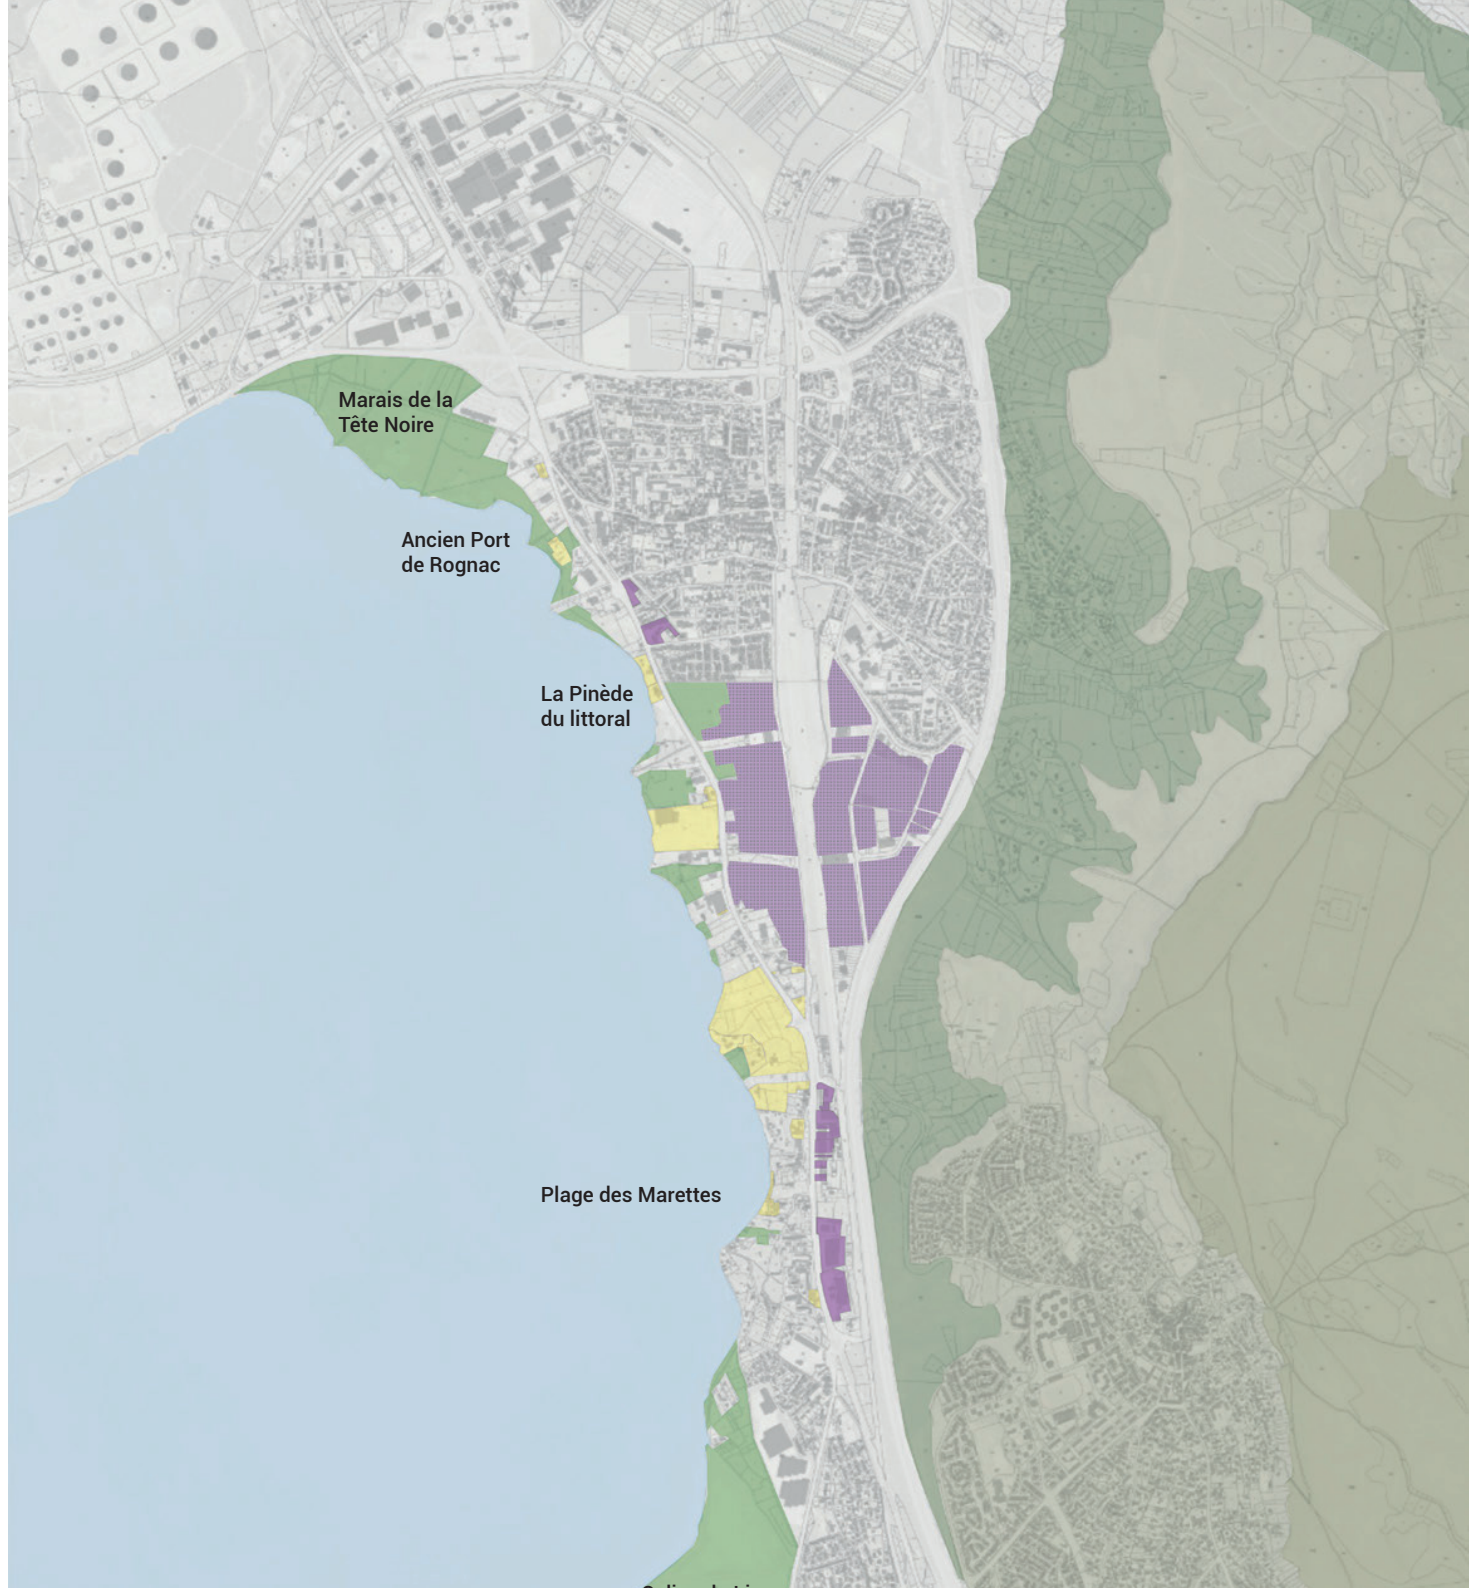 Marais de la
Tête Noire
Ancien Port
de Rognac
La Pinède
du littoral
Plage des Marettes